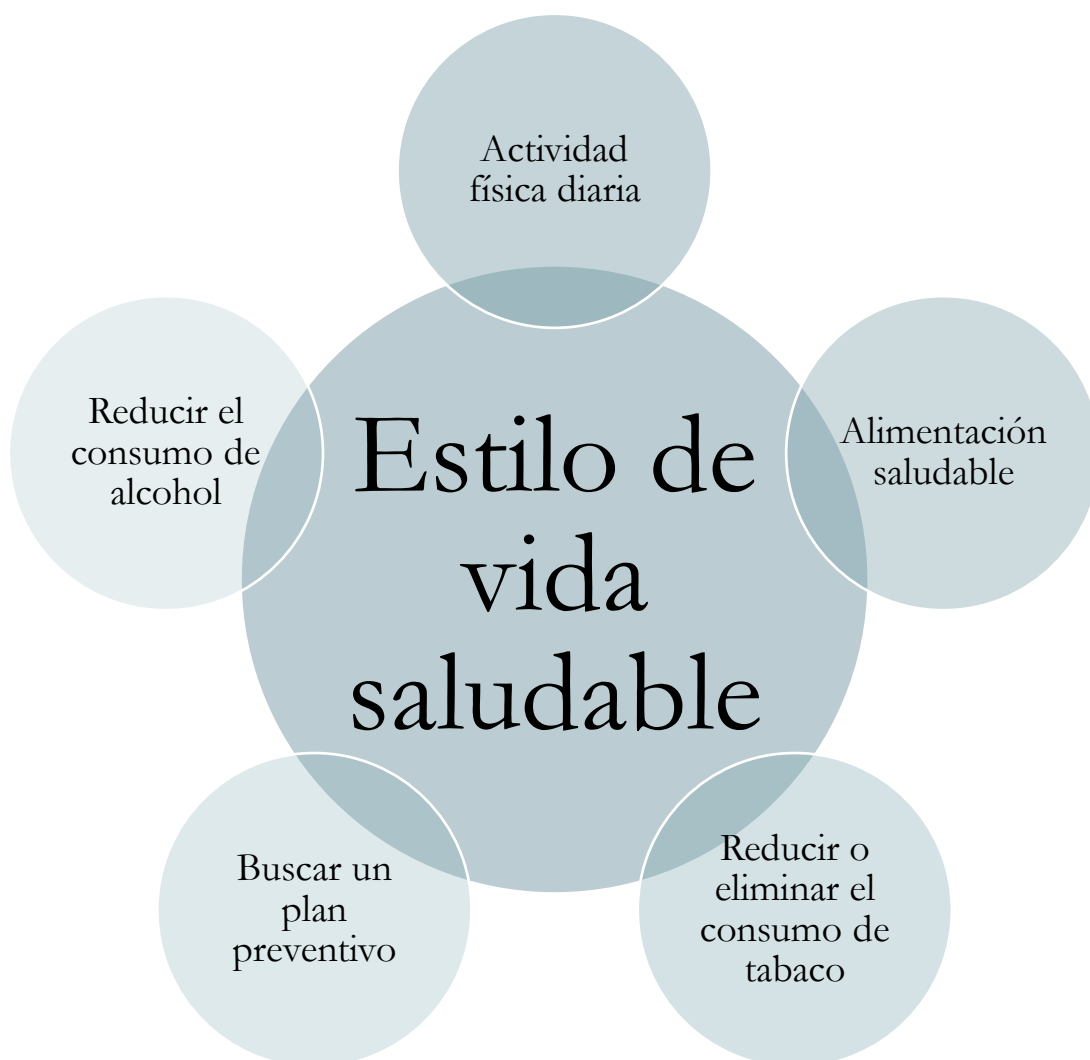 Actividad
física diaria
Alimentación
saludable
Reducir o
eliminar el
consumo de
tabaco
Buscar un
plan
preventivo
Reducir el
consumo de
alcohol
Estilo de
vida
saludable